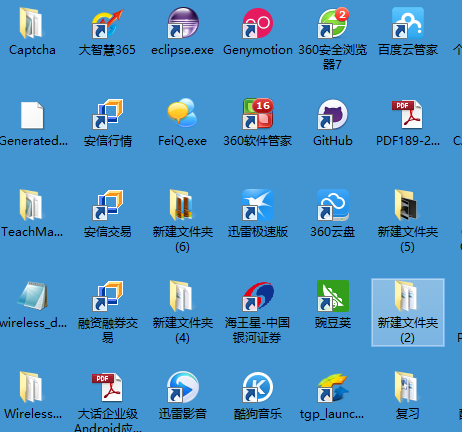 Captcha
大智慧365
eclipse.exe
Genymotion
360安全浏览
器7
2
百度云管家
Generated...
安信行情
FeiQ.exe
16
360软件管家
GitHub
PDF
PDF189-2...
TeachMa...
安信交易
新建文件夹
(6)
迅雷极速版
360云盘
新建文件夹
(5)
wireless_d...
融资融券交
易
新建文件夹
(4)
海王星-中国
银河证券
豌豆荚
新建文件夹
(2)
Wireless...
PDF
大话企业级
Android应...
迅雷影音
K
酷狗音乐
tgp_launc...
复习